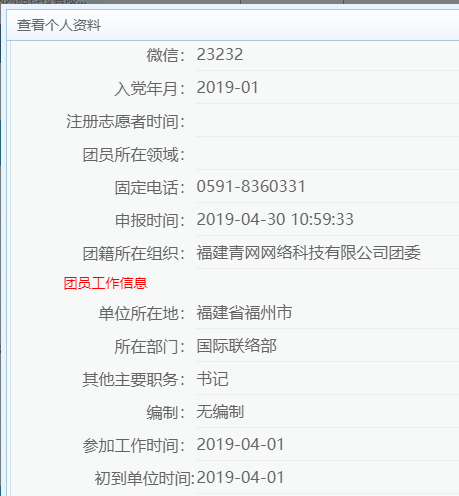 查看个人资料
微信： 23232
入党年月： 2019-01
注册志愿者时间：
团员所在领域：
固定电话： 0591-8360331
申报时间： 2019-04-30 10:59:33
团籍所在组织： 福建青网网络科技有限公司团委
团员工作信息
单位所在地： 福建省福州市
所在部门： 国际联络部
其他主要职务： 书记
编制： 无编制
参加工作时间： 2019-04-01
初到单位时间:2019-04-01